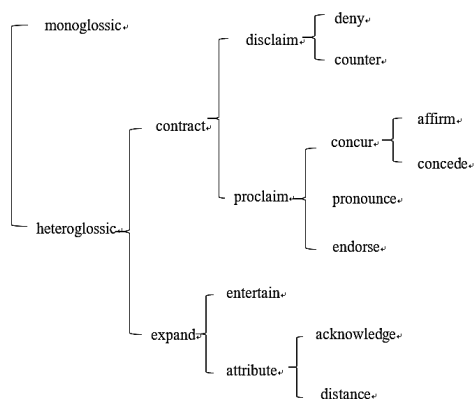 monoglossic
heteroglossic
contract
disclaim
deny
counter
proclaim
concur
affirm
concede
pronounce
endorse
expand
entertain
attribute
acknowledge
distance